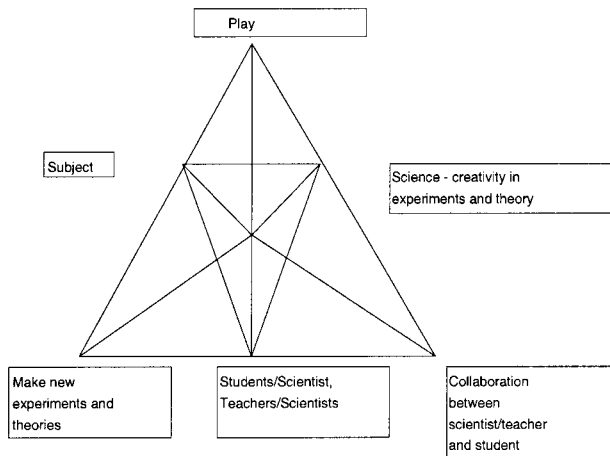 Play
Subject
Science - creativity in
experiments and theory
Make new
experiments and
theories
Students/Scientist,
Teachers/Scientists
Collaboration
between
scientist/teacher
and student